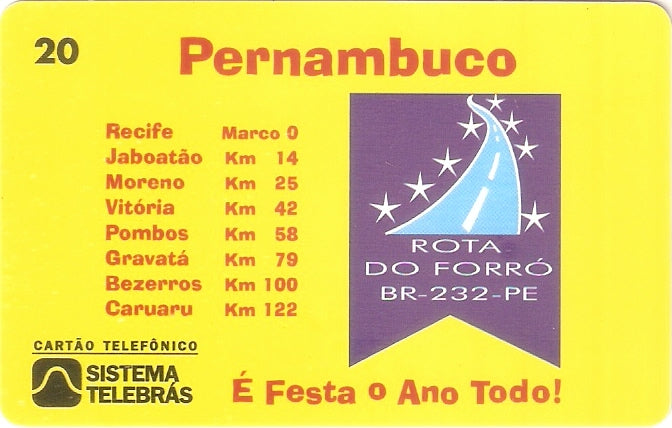 20
Pernambuco
Recife Marco 0
Jaboatão Km 14
Moreno Km 25
Vitória Km 42
Pombos Km 58
Gravatá Km 79
Bezerros Km 100
Caruaru Km 122
ROTA
DO FORRÓ
BR-232-PE
CARTÃO TELEFÔNICO
SISTEMA
TELEBRÁS
É Festa o Ano Todo!